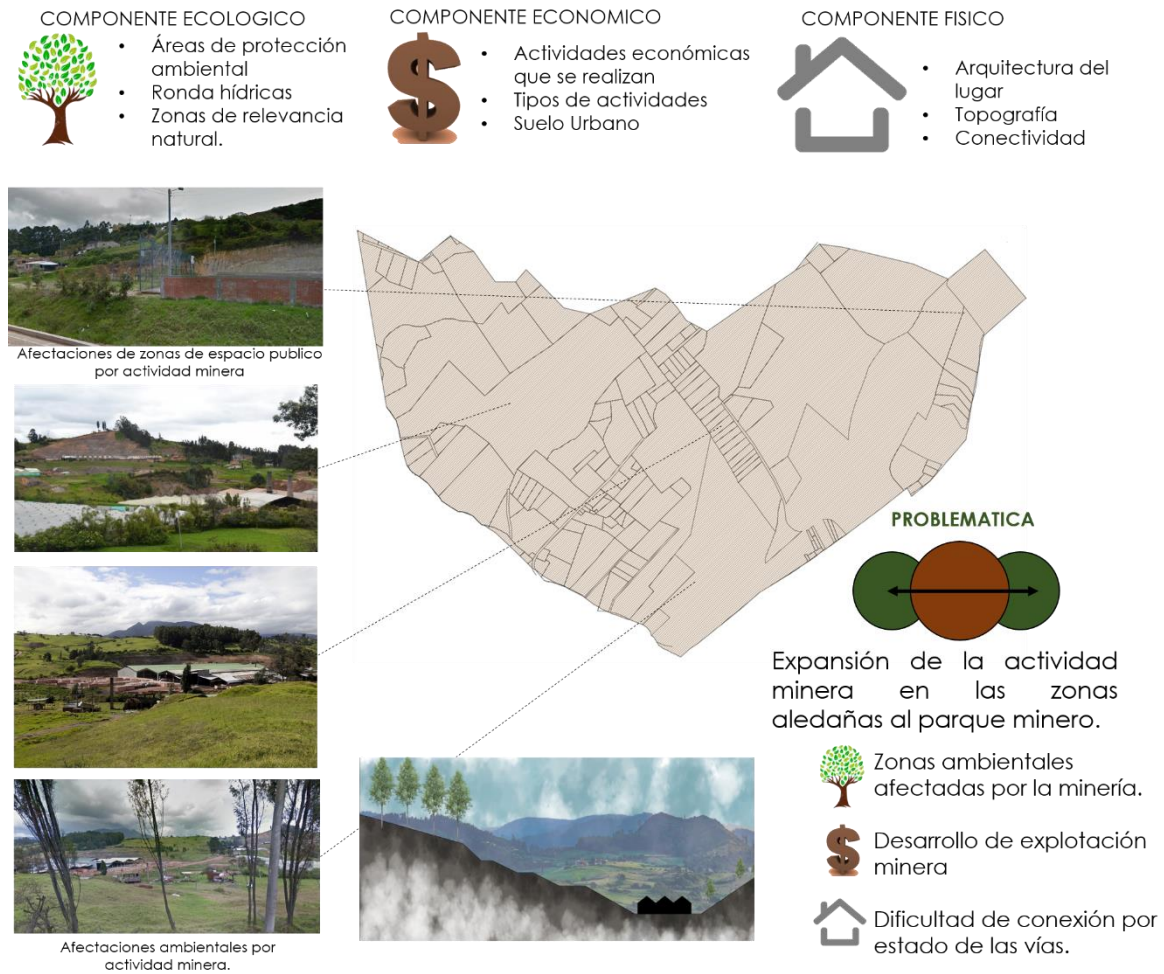 COMPONENTE ECOLOGICO
• Áreas de protección
ambiental
• Ronda hídricas
• Zonas de relevancia
natural.
COMPONENTE ECONOMICO
• Actividades económicas
que se realizan
• Tipos de actividades
• Suelo Urbano
COMPONENTE FISICO
• Arquitectura del
lugar
• Topografía
• Conectividad
Afectaciones de zonas de espacio publico
por actividad minera
Afectaciones ambientales por
actividad minera.
PROBLEMATICA
Expansión de la actividad
minera en las zonas
aledañas al parque minero.
Zonas ambientales
afectadas por la minería.
Desarrollo de explotación
minera
Dificultad de conexión por
estado de las vías.